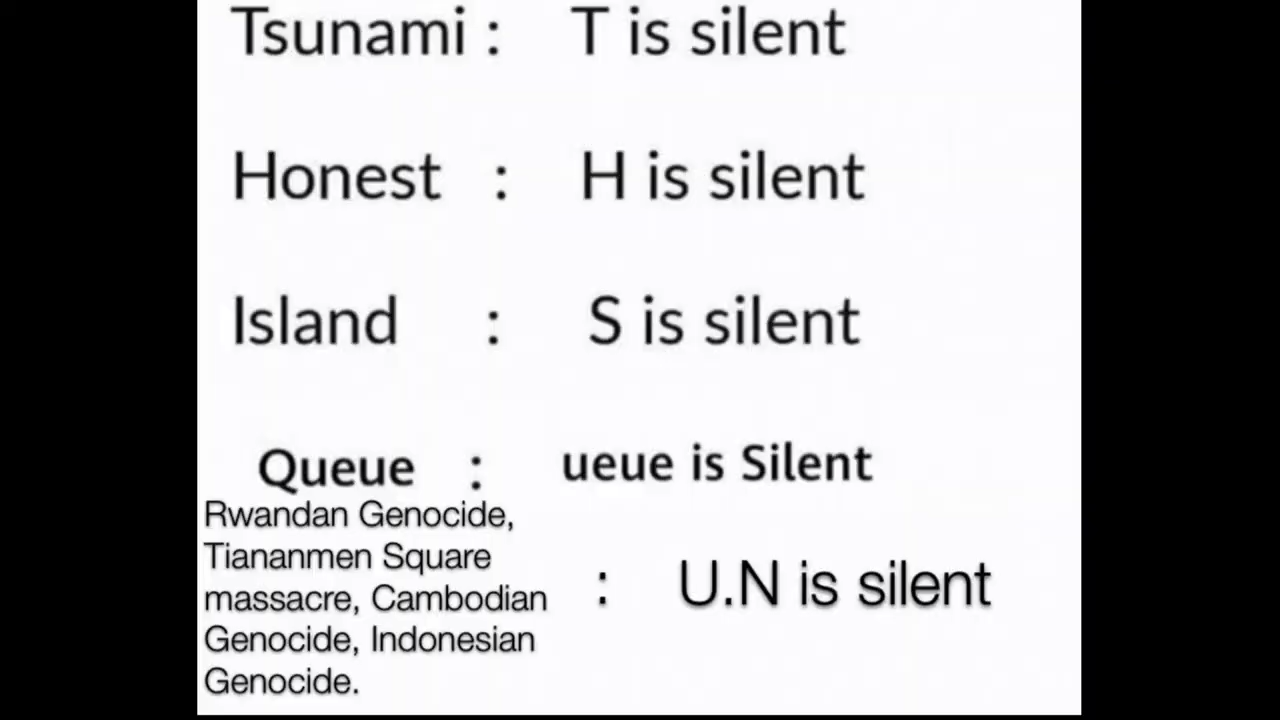 Tsunami : T is silent
Honest : H is silent
Island : S is silent
Queue : ueue is Silent
Rwandan Genocide,
Tiananmen Square
massacre, Cambodian : U.N is silent
Genocide, Indonesian
Genocide.